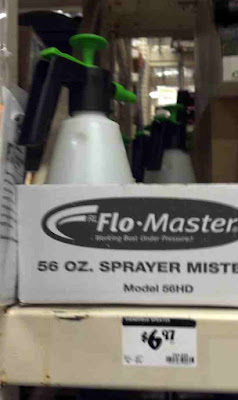 Flo-Master
Working Best Under Pressure!
56 OZ. SPRAYER MISTE
Model 56HD
$6 97